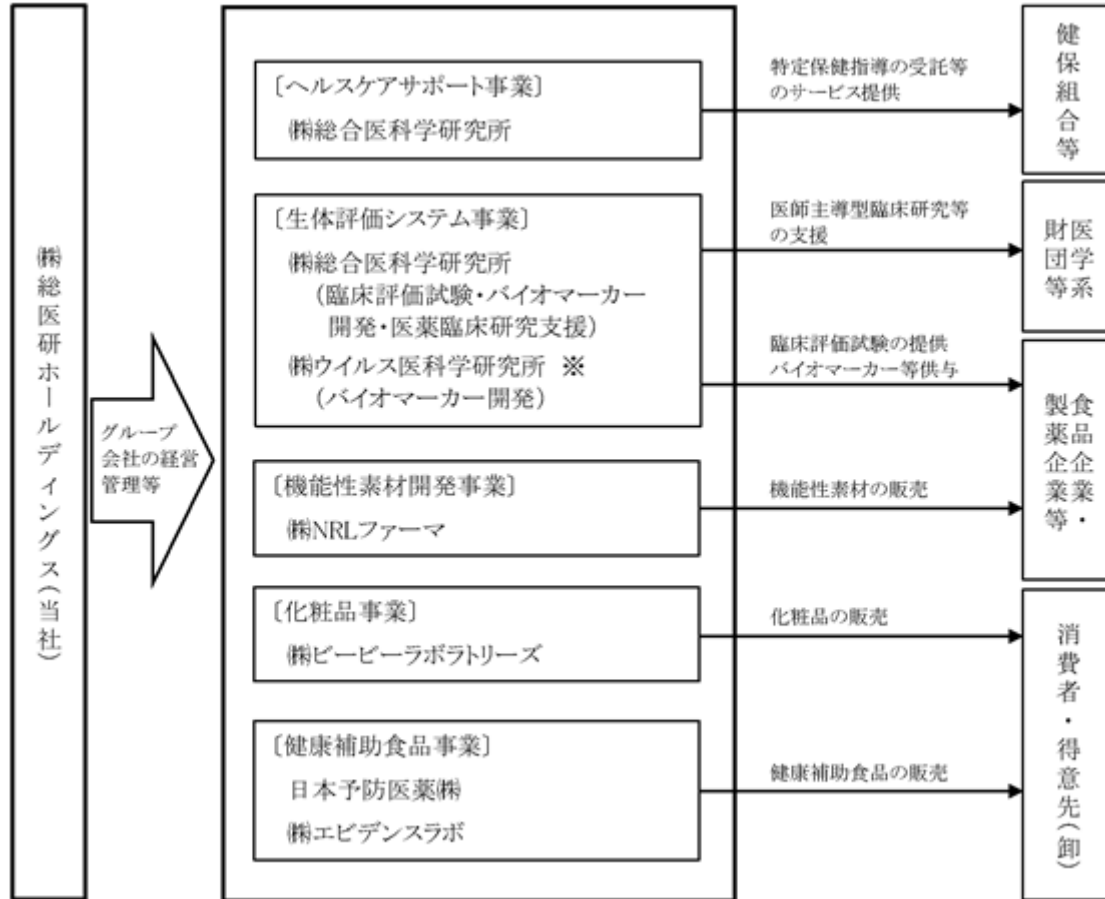 ㈱総医研ホールディングス(当社)
グループ
会社の経営
管理等
〔ヘルスケアサポート事業〕
㈱総合医科学研究所
特定保健指導の受託等
のサービス提供
健保組合等
〔生体評価システム事業〕
㈱総合医科学研究所
(臨床評価試験・バイオマーカー
開発・医薬臨床研究支援)
㈱ウイルス医科学研究所 ※
(バイオマーカー開発)
医師主導型臨床研究等
の支援
医学系
財団等
臨床評価試験の提供
バイオマーカー等供与
食品企業・
製薬企業等
〔機能性素材開発事業〕
㈱NRLファーマ
機能性素材の販売
〔化粧品事業〕
㈱ビービーラボラトリーズ
化粧品の販売
消費者・得意先(卸)
〔健康補助食品事業〕
日本予防医薬㈱
㈱エビデンスラボ
健康補助食品の販売